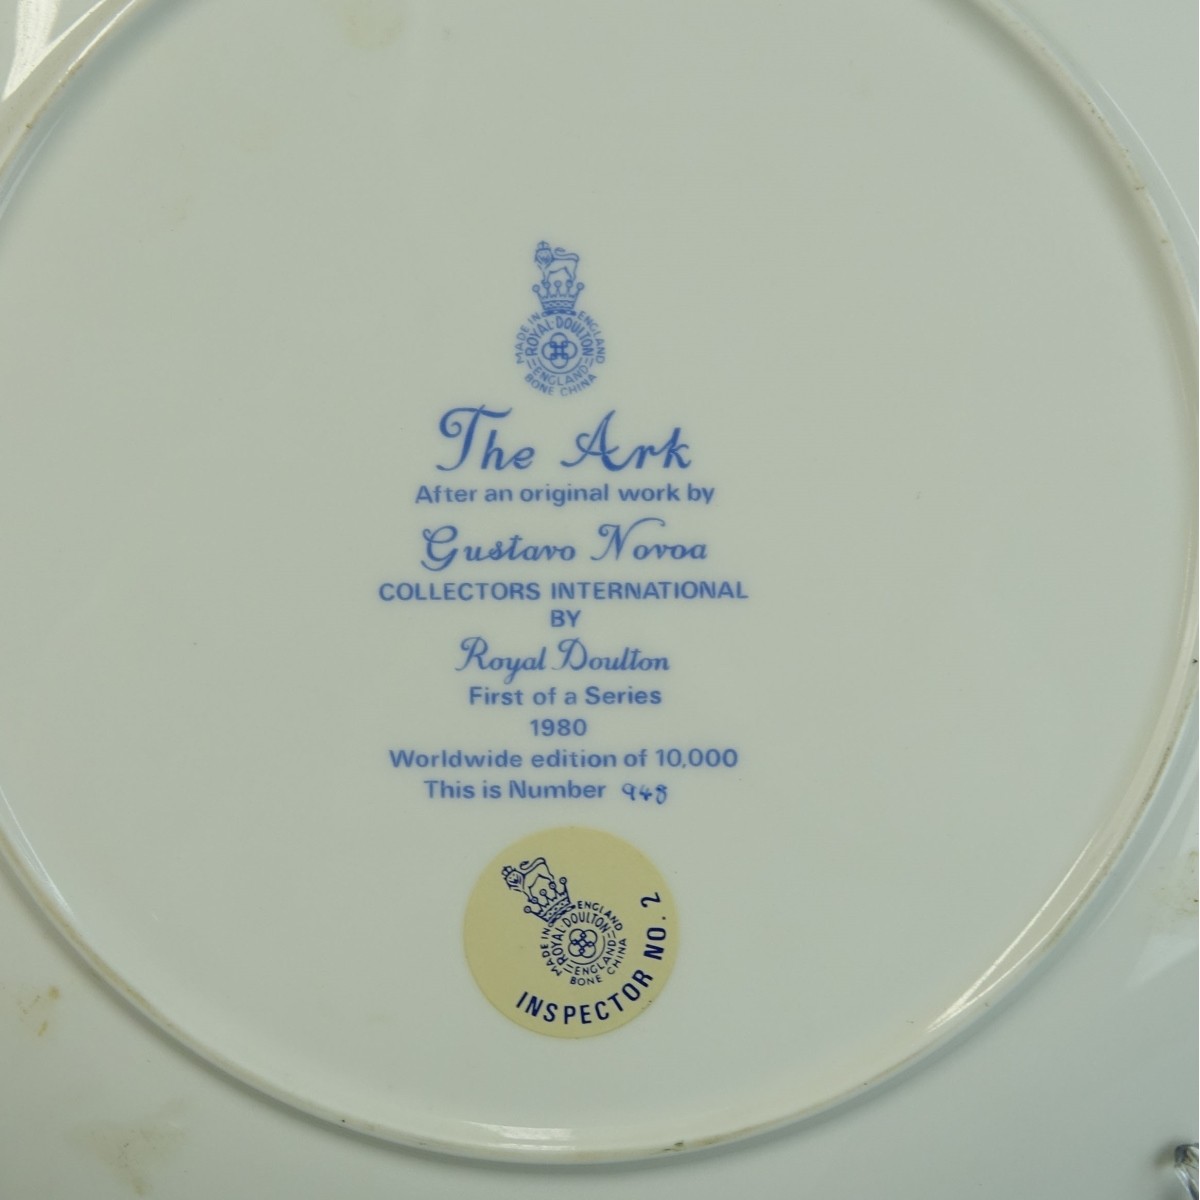 MADE IN ENGLAND
ROYAL DOULTON
ENGLAND
BONE CHINA
The Ark
After an original work by
Gustavo Novoa
COLLECTORS INTERNATIONAL
BY
Royal Doulton
First of a Series
1980
Worldwide edition of 10,000
This is Number 948
MADE IN ENGLAND
ROYAL DOULTON
ENGLAND
BONE CHINA
INSPECTOR NO. 2